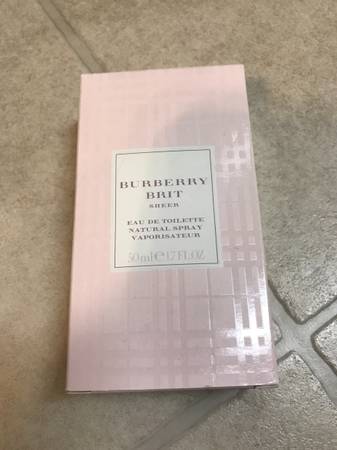 BURBERRY
BRIT
SHEER
EAU DE TOILETTE
NATURAL SPRAY
VAPORISATEUR
50 ml ℮ 1.7 FL.OZ